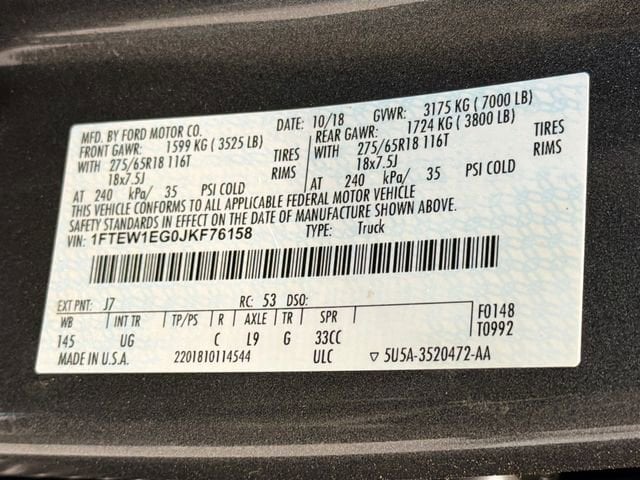 MFD. BY FORD MOTOR CO. DATE: 10/18 GVWR: 3175 KG ( 7000 LB)
FRONT GAWR: 1599 KG ( 3525 LB) REAR GAWR: 1724 KG ( 3800 LB)
WITH 275/65R18 116T TIRES WITH 275/65R18 116T TIRES
18x7.5J RIMS 18x7.5J RIMS
AT 240 kPa/ 35 PSI COLD AT 240 kPa/ 35 PSI COLD
THIS VEHICLE CONFORMS TO ALL APPLICABLE FEDERAL MOTOR VEHICLE
SAFETY STANDARDS IN EFFECT ON THE DATE OF MANUFACTURE SHOWN ABOVE.
VIN: 1FTEW1EG0JKF76158 TYPE: Truck
EXT PNT: J7 RC: 53 DSO: F0148
WB INT TR TP/PS R AXLE TR SPR T0992
145 UG C L9 G 33CC
MADE IN U.S.A. 2201810114544 ULC ▽ 5U5A-3520472-AA